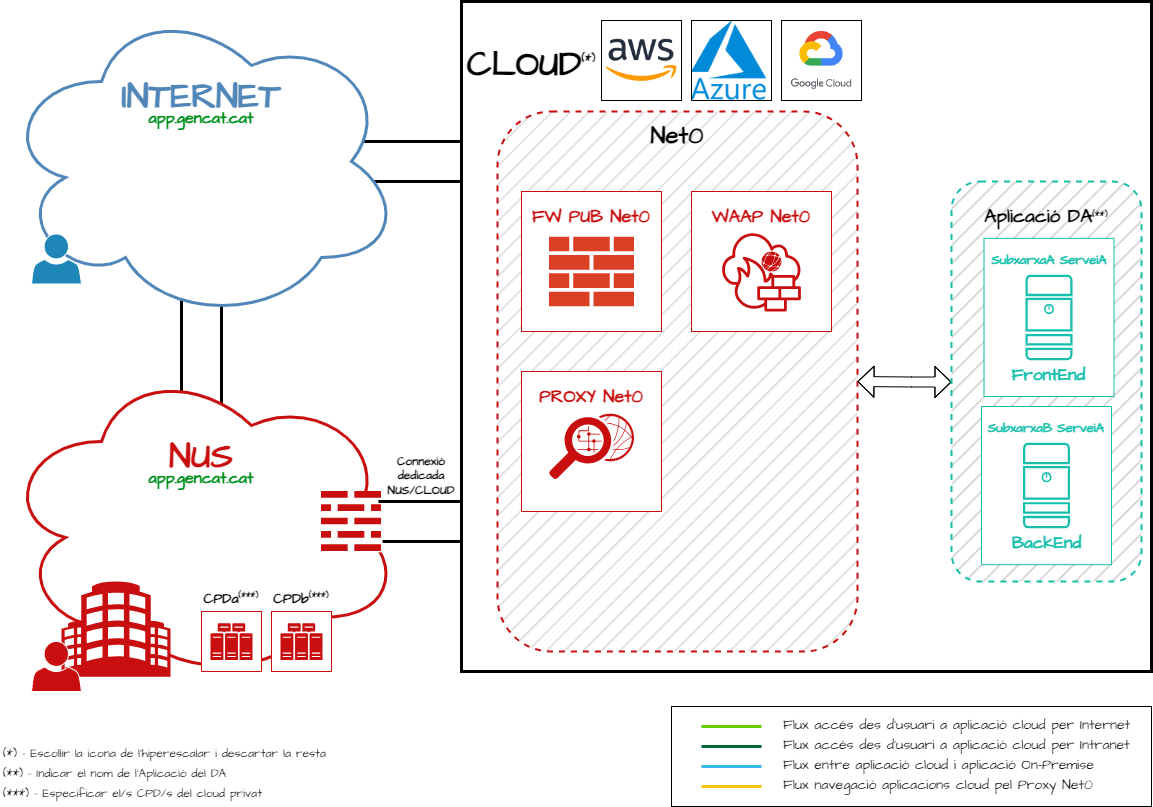 INTERNET
app.gencat.cat
CLOUD(*)
aws
Azure
Google Cloud
Net0
FW PUB Net0
WAAP Net0
PROXY Net0
Aplicació DA(**)
SubxarxaA ServeiA
FrontEnd
SubxarxaB ServeiA
BackEnd
NUS
app.gencat.cat
Connexió
dedicada
NUS/CLOUD
CPDa(***)
CPDb(***)
Flux accés des d'usuari a aplicació cloud per Internet
Flux accés des d'usuari a aplicació cloud per Intranet
Flux entre aplicació cloud i aplicació On-Premise
Flux navegació aplicacions cloud pel Proxy Net0
(*) - Escollir la icona de l'hiperescalar i descartar la resta
(**) - Indicar el nom de l'Aplicació del DA
(***) - Especificar el/s CPD/s del cloud privat